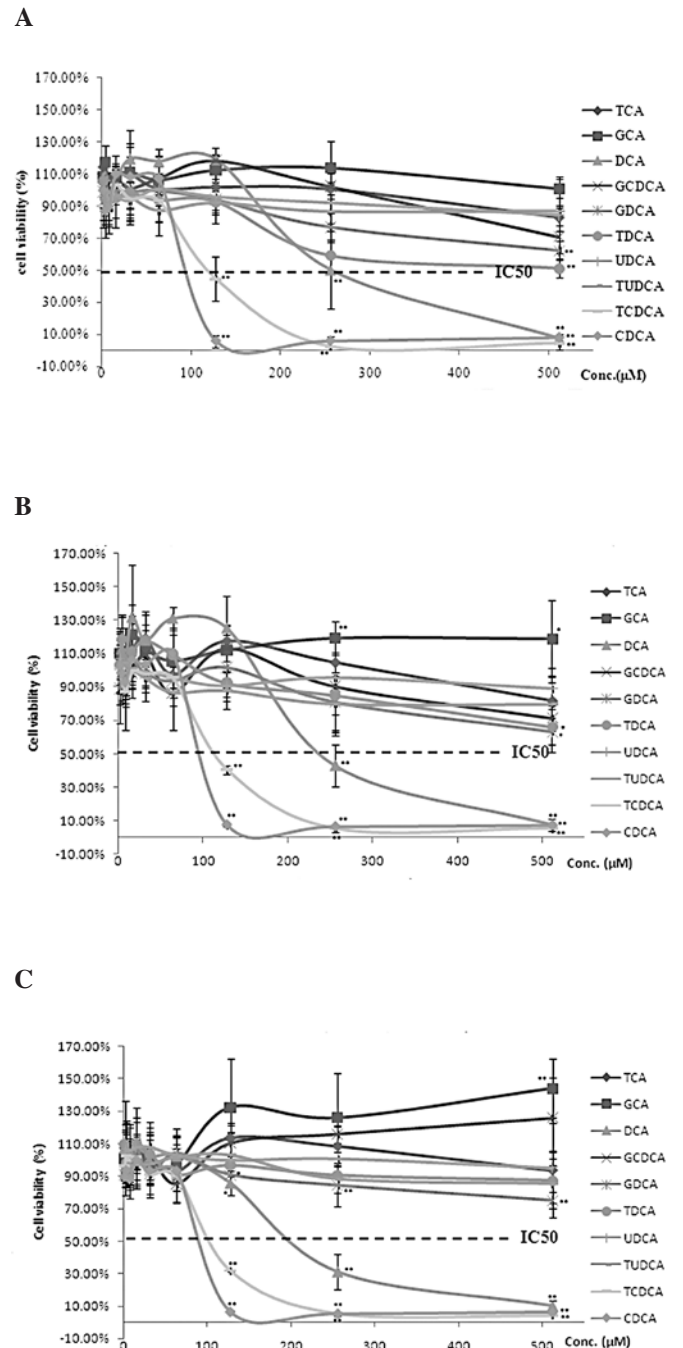 A
170.00%
150.00%
130.00%
110.00%
90.00%
70.00%
50.00%
30.00%
10.00%
-10.00%
cell viability (%)
0 100 200 300 400 500
Conc.(μM)
IC50
TCA
GCA
DCA
GCDCA
GDCA
TDCA
UDCA
TUDCA
TCDCA
CDCA
B
170.00%
150.00%
130.00%
110.00%
90.00%
70.00%
50.00%
30.00%
10.00%
-10.00%
Cell viability (%)
0 100 200 300 400 500
Conc. (μM)
IC50
TCA
GCA
DCA
GCDCA
GDCA
TDCA
UDCA
TUDCA
TCDCA
CDCA
C
170.00%
150.00%
130.00%
110.00%
90.00%
70.00%
50.00%
30.00%
10.00%
-10.00%
Cell viability (%)
0 100 200 300 400 500
Conc. (μM)
IC50
TCA
GCA
DCA
GCDCA
GDCA
TDCA
UDCA
TUDCA
TCDCA
CDCA